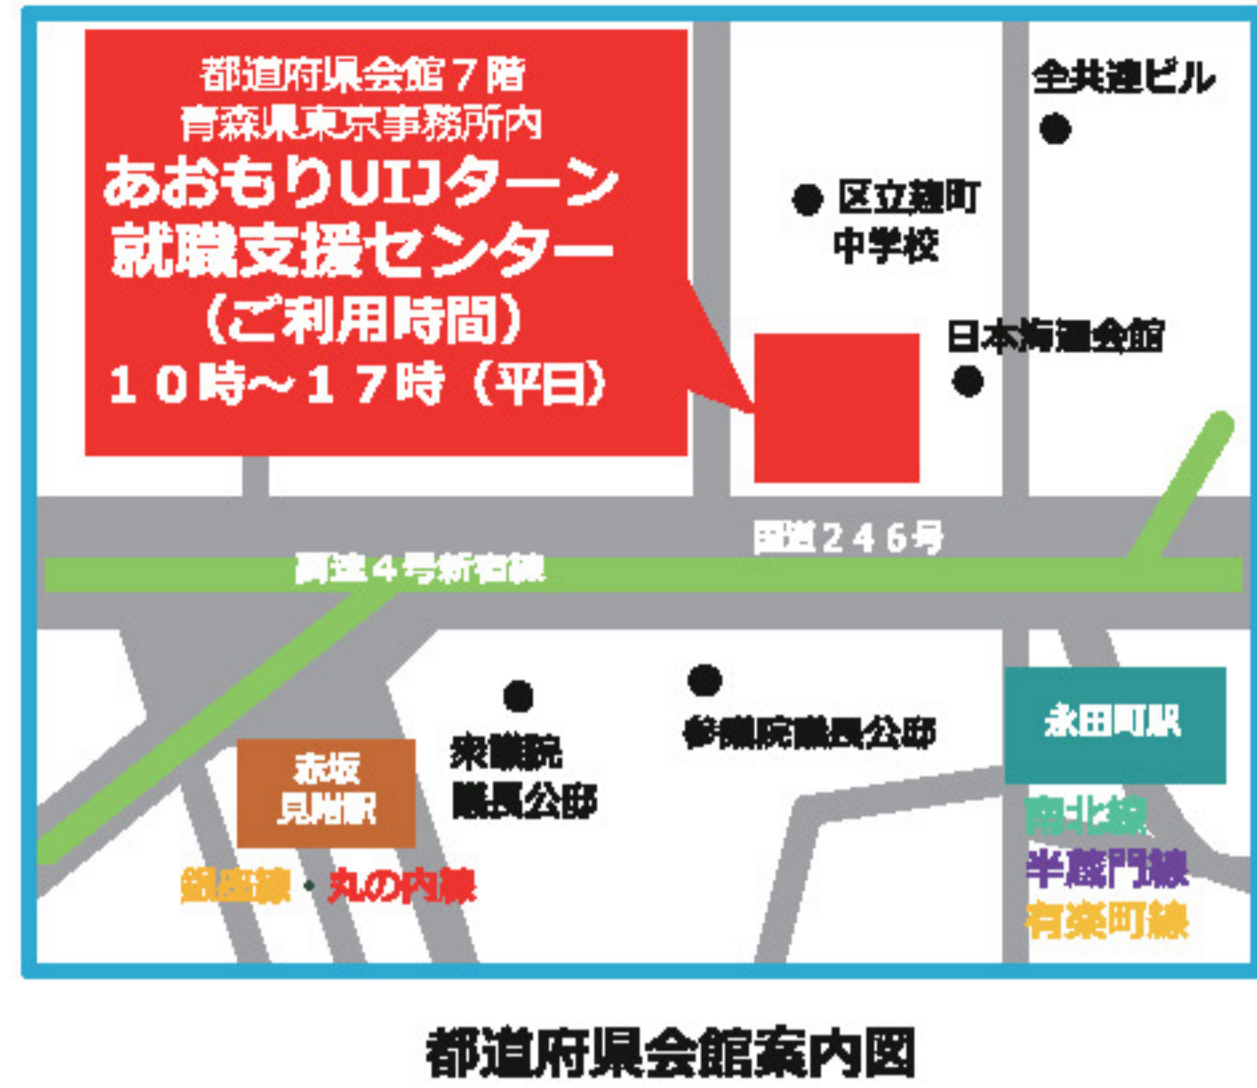 都道府県会館７階
青森県東京事務所内
あおもりUIJターン
就職支援センター
（ご利用時間）
１０時～１７時（平日）
全共連ビル
区立麹町
中学校
日本海運会館
国道２４６号
高速４号新宿線
衆議院
議長公邸
参議院議長公邸
永田町駅
南北線
半蔵門線
有楽町線
赤坂
見附駅
銀座線・丸の内線
都道府県会館案内図